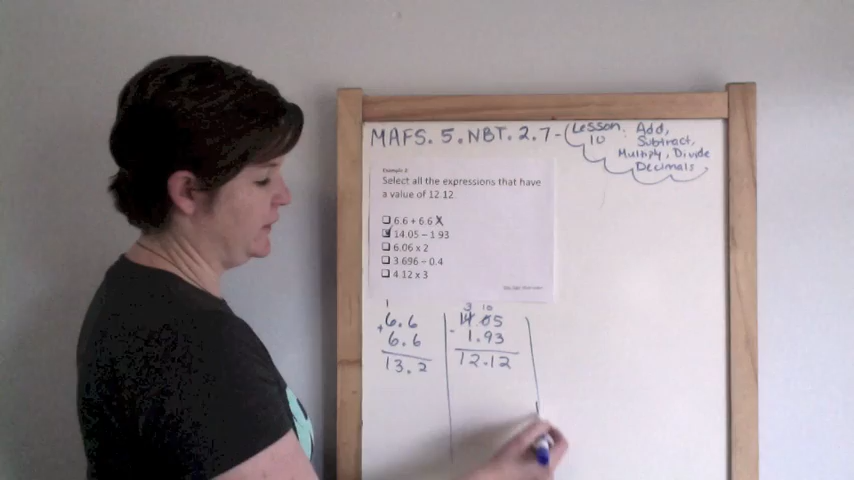 MAFS.5.NBT.2.7- Lesson: Add,
10 Subtract,
Multiply, Divide
Decimals
Select all the expressions that have
a value of 12.12
6.6 + 6.6 X
14.05 – 1.93
6.06 x 2
3.696 ÷ 0.4
4.12 x 3
1
6.6
+ 6.6
13.2
3 10
14.05
- 1.93
12.12